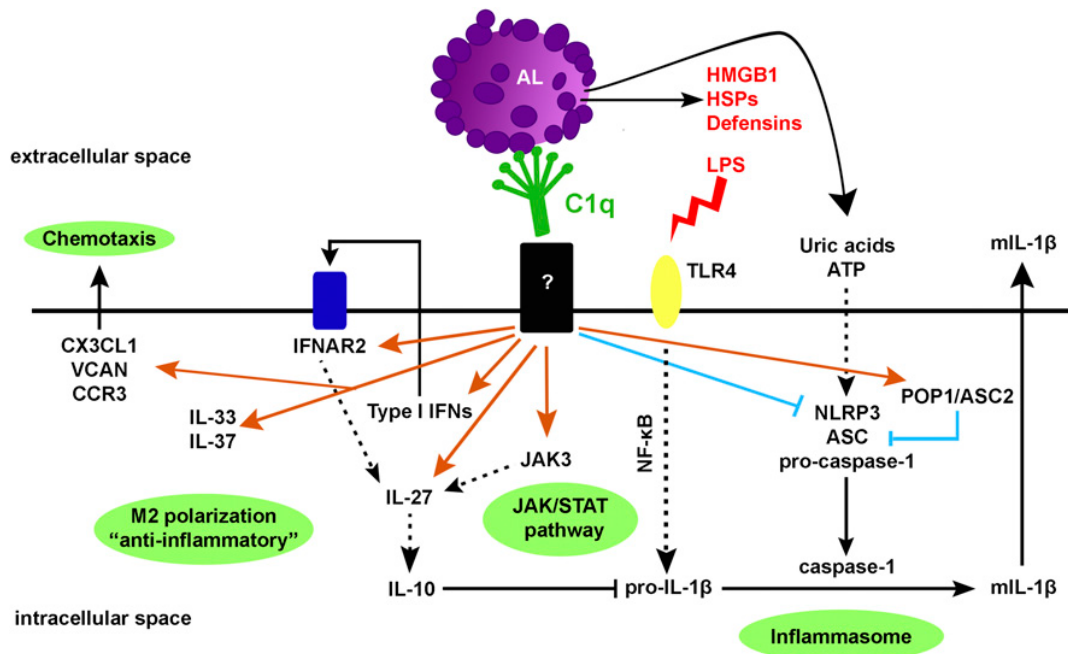 AL
HMGB1
HSPs
Defensins
extracellular space
LPS
C1q
Chemotaxis
Uric acids
ATP
mIL-1β
?
TLR4
CX3CL1
VCAN
CCR3
IFNAR2
IL-33
IL-37
Type I IFNs
POP1/ASC2
NLRP3
ASC
pro-caspase-1
NF-κB
JAK3
IL-27
M2 polarization
“anti-inflammatory”
JAK/STAT
pathway
caspase-1
IL-10
pro-IL-1β
mIL-1β
intracellular space
Inflammasome